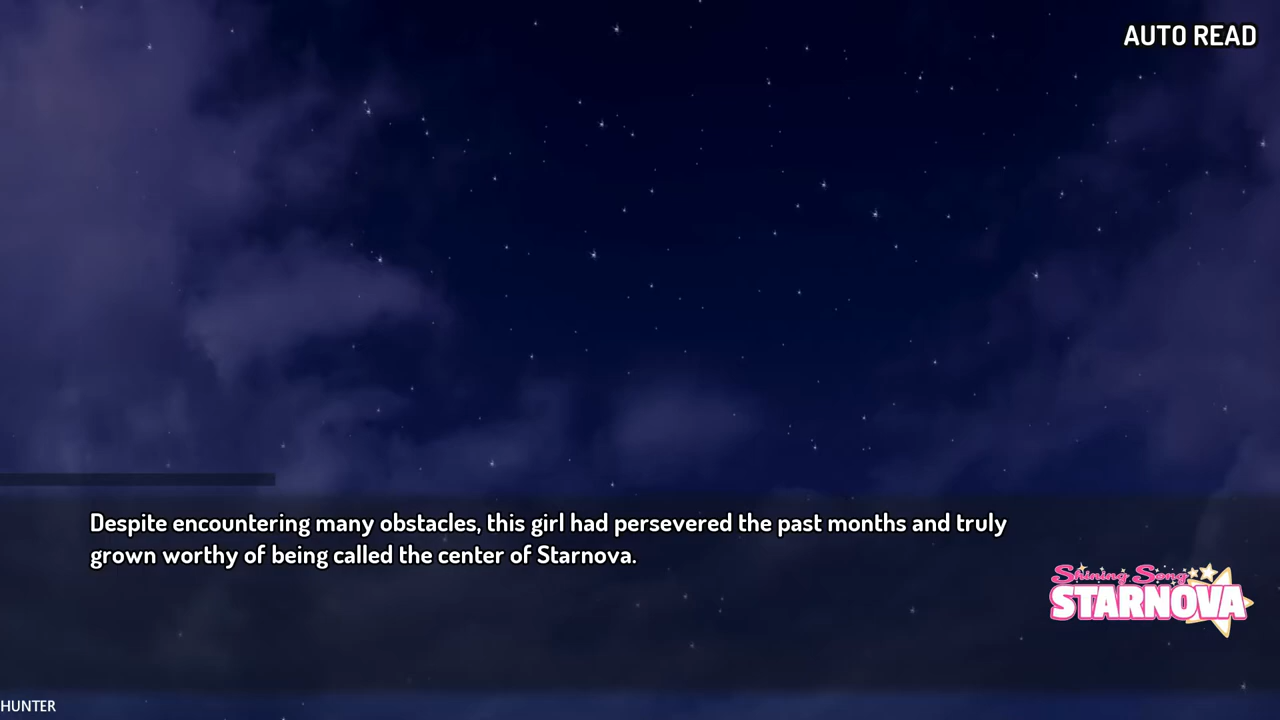 AUTO READ
Despite encountering many obstacles, this girl had persevered the past months and truly
grown worthy of being called the center of Starnova.
Shining Song
STARNOVA
HUNTER